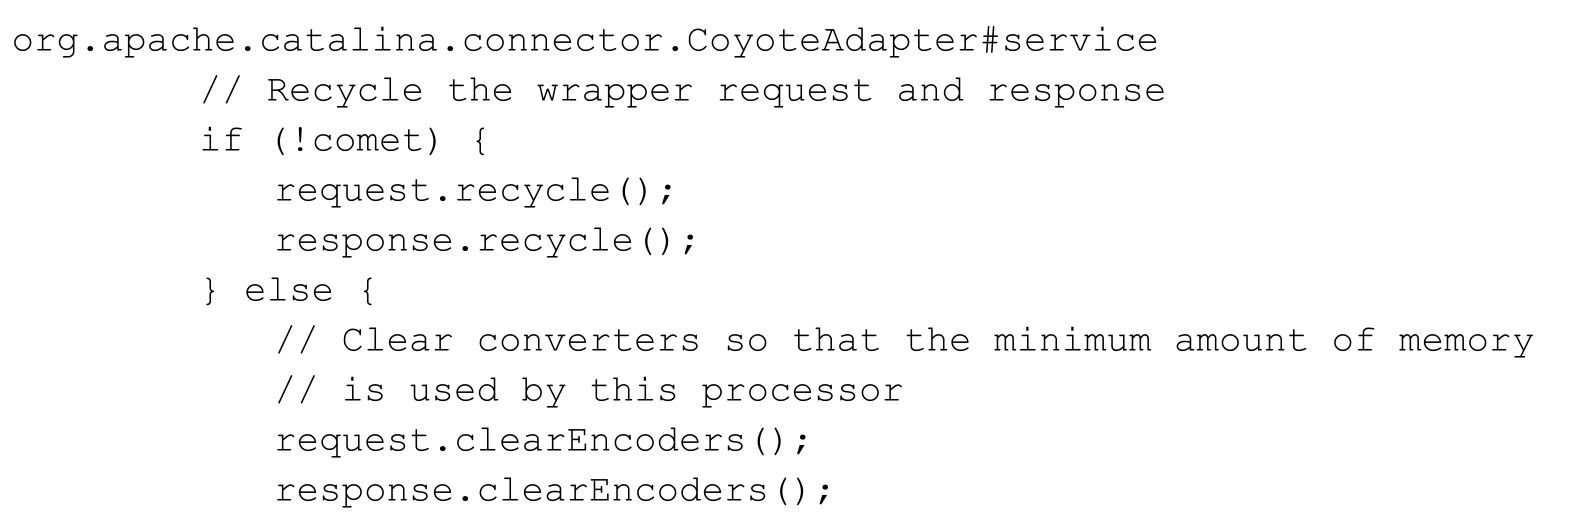 org.apache.catalina.connector.CoyoteAdapter#service
// Recycle the wrapper request and response
if (!comet) {
request.recycle();
response.recycle();
} else {
// Clear converters so that the minimum amount of memory
// is used by this processor
request.clearEncoders();
response.clearEncoders();